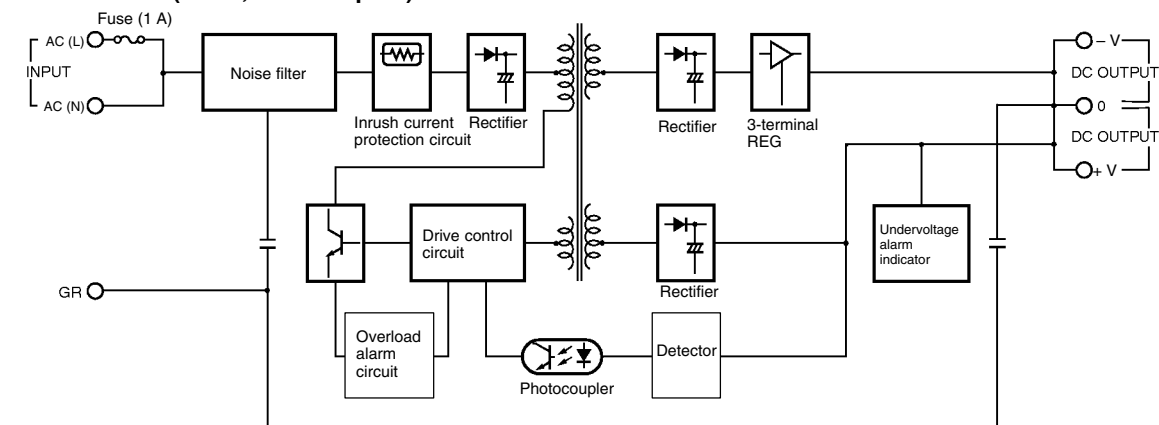 Fuse (1 A)
AC (L)
INPUT
AC (N)
Noise filter
Inrush current
protection circuit
Rectifier
Rectifier
3-terminal
REG
– V
DC OUTPUT
0
DC OUTPUT
+ V
Drive control
circuit
Rectifier
Undervoltage
alarm
indicator
GR
Overload
alarm
circuit
Photocoupler
Detector